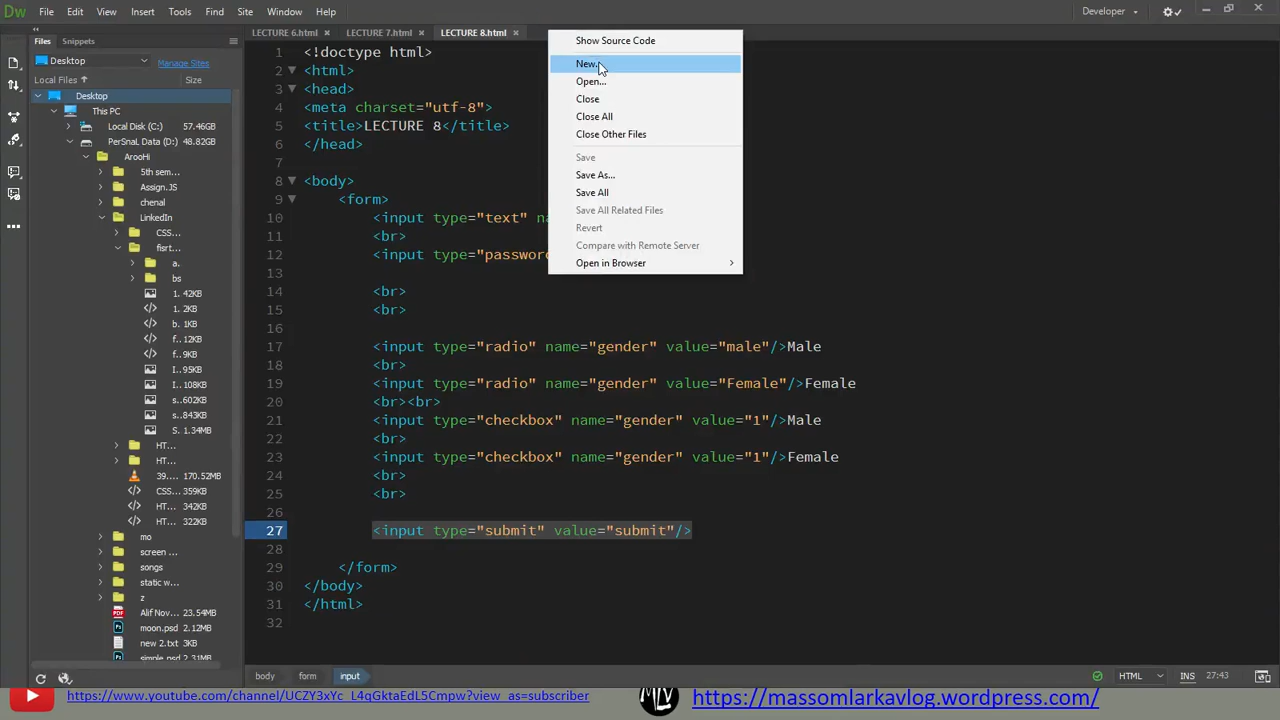 Dw File Edit View Insert Tools Find Site Window Help Developer
Files Snippets
Desktop Manage Sites
Local Files Size
Desktop
This PC
Local Disk (C:) 57.46GB
PerSnaL Data (D:) 48.82GB
ArooHi
5th sem...
Assign.JS
chenal
LinkedIn
CSS...
fisrt...
a.
bs
1. 42KB
1. 2KB
b. 1KB
f.. 12KB
f.. 9KB
l... 95KB
l... 108KB
s... 602KB
s... 843KB
S. 1.34MB
HT...
HT...
39... 170.52MB
CSS... 359KB
HT... 342KB
HT... 322KB
mo
screen ...
songs
static w...
z
Alif Nov... 23.54MB
moon.psd 2.12MB
new 2.txt 3KB
simple.psd 2.31MB
LECTURE 6.html LECTURE 7.html LECTURE 8.html
1 <!doctype html>
2 <html>
3 <head>
4 <meta charset="utf-8">
5 <title>LECTURE 8</title>
6 </head>
7
8 <body>
9 <form>
10 <input type="text" na
11 <br>
12 <input type="passwor
13
14 <br>
15 <br>
16
17 <input type="radio" name="gender" value="male"/>Male
18 <br>
19 <input type="radio" name="gender" value="Female"/>Female
20 <br><br>
21 <input type="checkbox" name="gender" value="1"/>Male
22 <br>
23 <input type="checkbox" name="gender" value="1"/>Female
24 <br>
25 <br>
26
27 <input type="submit" value="submit"/>
28
29 </form>
30 </body>
31 </html>
32
Show Source Code
New...
Open...
Close
Close All
Close Other Files
Save
Save As...
Save All
Save All Related Files
Revert
Compare with Remote Server
Open in Browser
body form input HTML INS 27:43
https://www.youtube.com/channel/UCZY3xYc_L4qGktaEdL5Cmpw?view_as=subscriber
MLV
https://massomlarkavlog.wordpress.com/